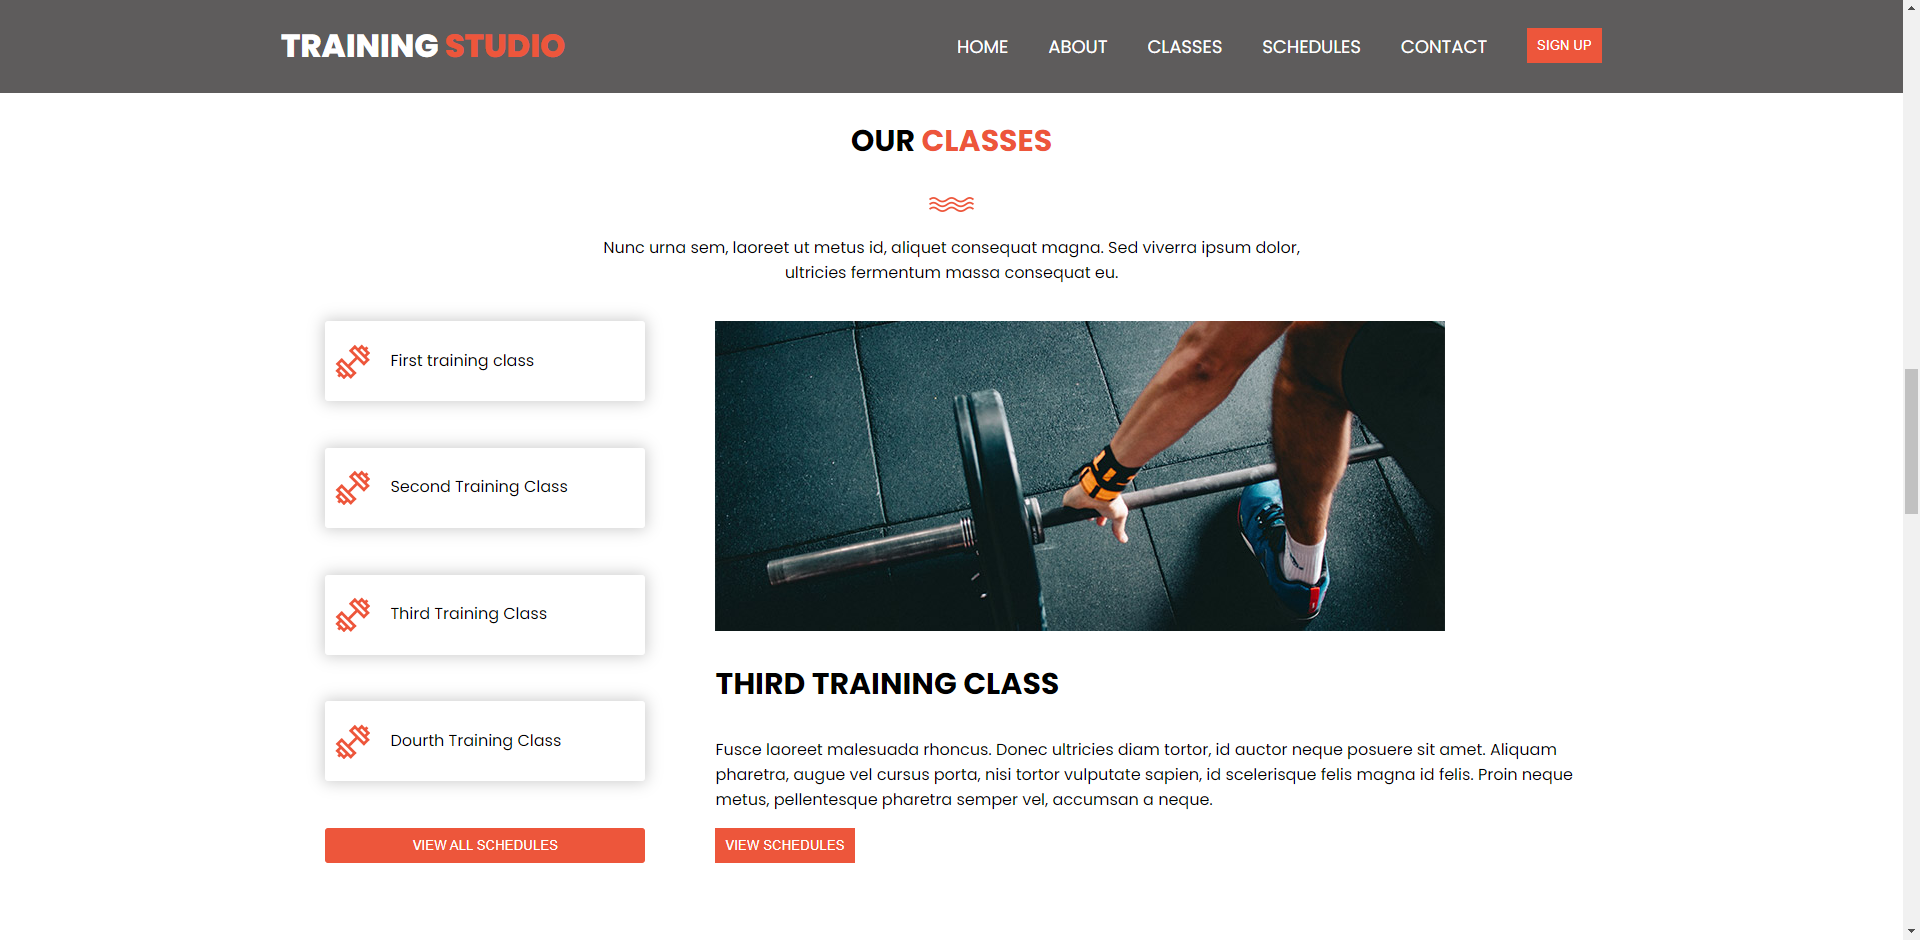 TRAINING STUDIO
HOME ABOUT CLASSES SCHEDULES CONTACT SIGN UP
OUR CLASSES
Nunc urna sem, laoreet ut metus id, aliquet consequat magna. Sed viverra ipsum dolor,
ultricies fermentum massa consequat eu.
First training class
Second Training Class
Third Training Class
Dourth Training Class
VIEW ALL SCHEDULES
THIRD TRAINING CLASS
Fusce laoreet malesuada rhoncus. Donec ultricies diam tortor, id auctor neque posuere sit amet. Aliquam
pharetra, augue vel cursus porta, nisi tortor vulputate sapien, id scelerisque felis magna id felis. Proin neque
metus, pellentesque pharetra semper vel, accumsan a neque.
VIEW SCHEDULES